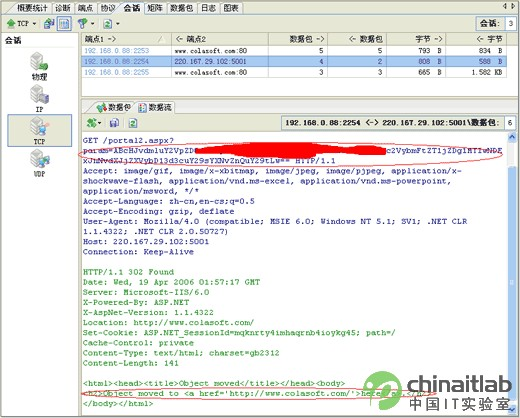 概要统计 诊断 端点 协议 会话 矩阵 数据包 日志 图表
TCP 会话: 3
会话
物理
IP
TCP
UDP
端点1 -> <- 端点2 数据包 -> <- 数据包 字节 -> <- 字节
192.168.0.88:2253 www.colasoft.com:80 5 5 793 B 834 B
192.168.0.88:2254 220.167.29.102:5001 4 2 808 B 588 B
192.168.0.88:2255 www.colasoft.com:80 3 3 665 B 1.582 KB
数据包 数据流
192.168.0.88:2254 <-> 220.167.29.102:5001\数据包: 6
GET /portal2.aspx?
HTTP/1.1
Accept: image/gif, image/x-xbitmap, image/jpeg, image/pjpeg, application/x-
shockwave-flash, application/vnd.ms-excel, application/vnd.ms-powerpoint,
application/msword, */*
Accept-Language: zh-cn,en-cs;q=0.5
Accept-Encoding: gzip, deflate
User-Agent: Mozilla/4.0 (compatible; MSIE 6.0; Windows NT 5.1; SV1; .NET CLR
1.1.4322; .NET CLR 2.0.50727)
Host: 220.167.29.102:5001
Connection: Keep-Alive
HTTP/1.1 302 Found
Date: Wed, 19 Apr 2006 01:57:17 GMT
Server: Microsoft-IIS/6.0
X-Powered-By: ASP.NET
X-AspNet-Version: 1.1.4322
Location: http://www.colasoft.com/
Set-Cookie: ASP.NET_SessionId=mqknrty4imhaqrnb4ioykg45; path=/
Cache-Control: private
Content-Type: text/html; charset=gb2312
Content-Length: 141
<html><head><title>Object moved</title></head><body>
<h2>Object moved to <a href='http://www.colasoft.com/'>here</a>.</h2>
</body></html>
chinaitlab
中国IT实验室